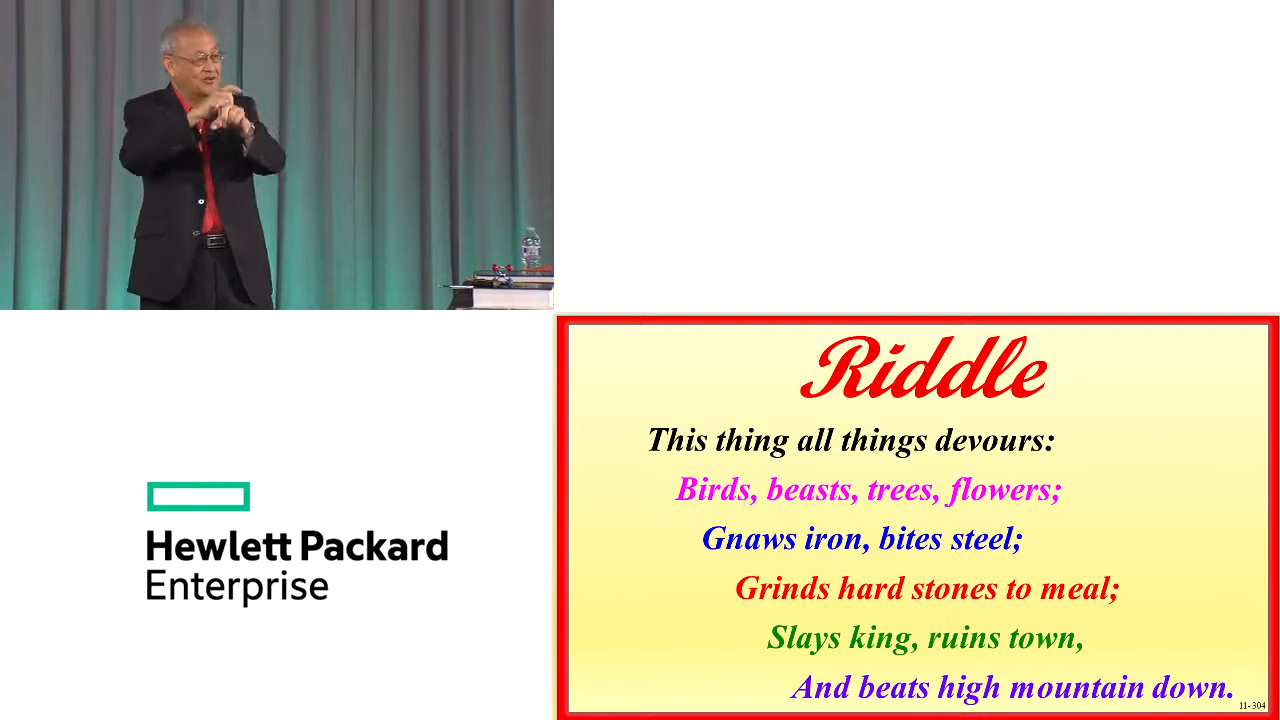 Hewlett Packard
Enterprise
Riddle
This thing all things devours:
Birds, beasts, trees, flowers;
Gnaws iron, bites steel;
Grinds hard stones to meal;
Slays king, ruins town,
And beats high mountain down.
11-304